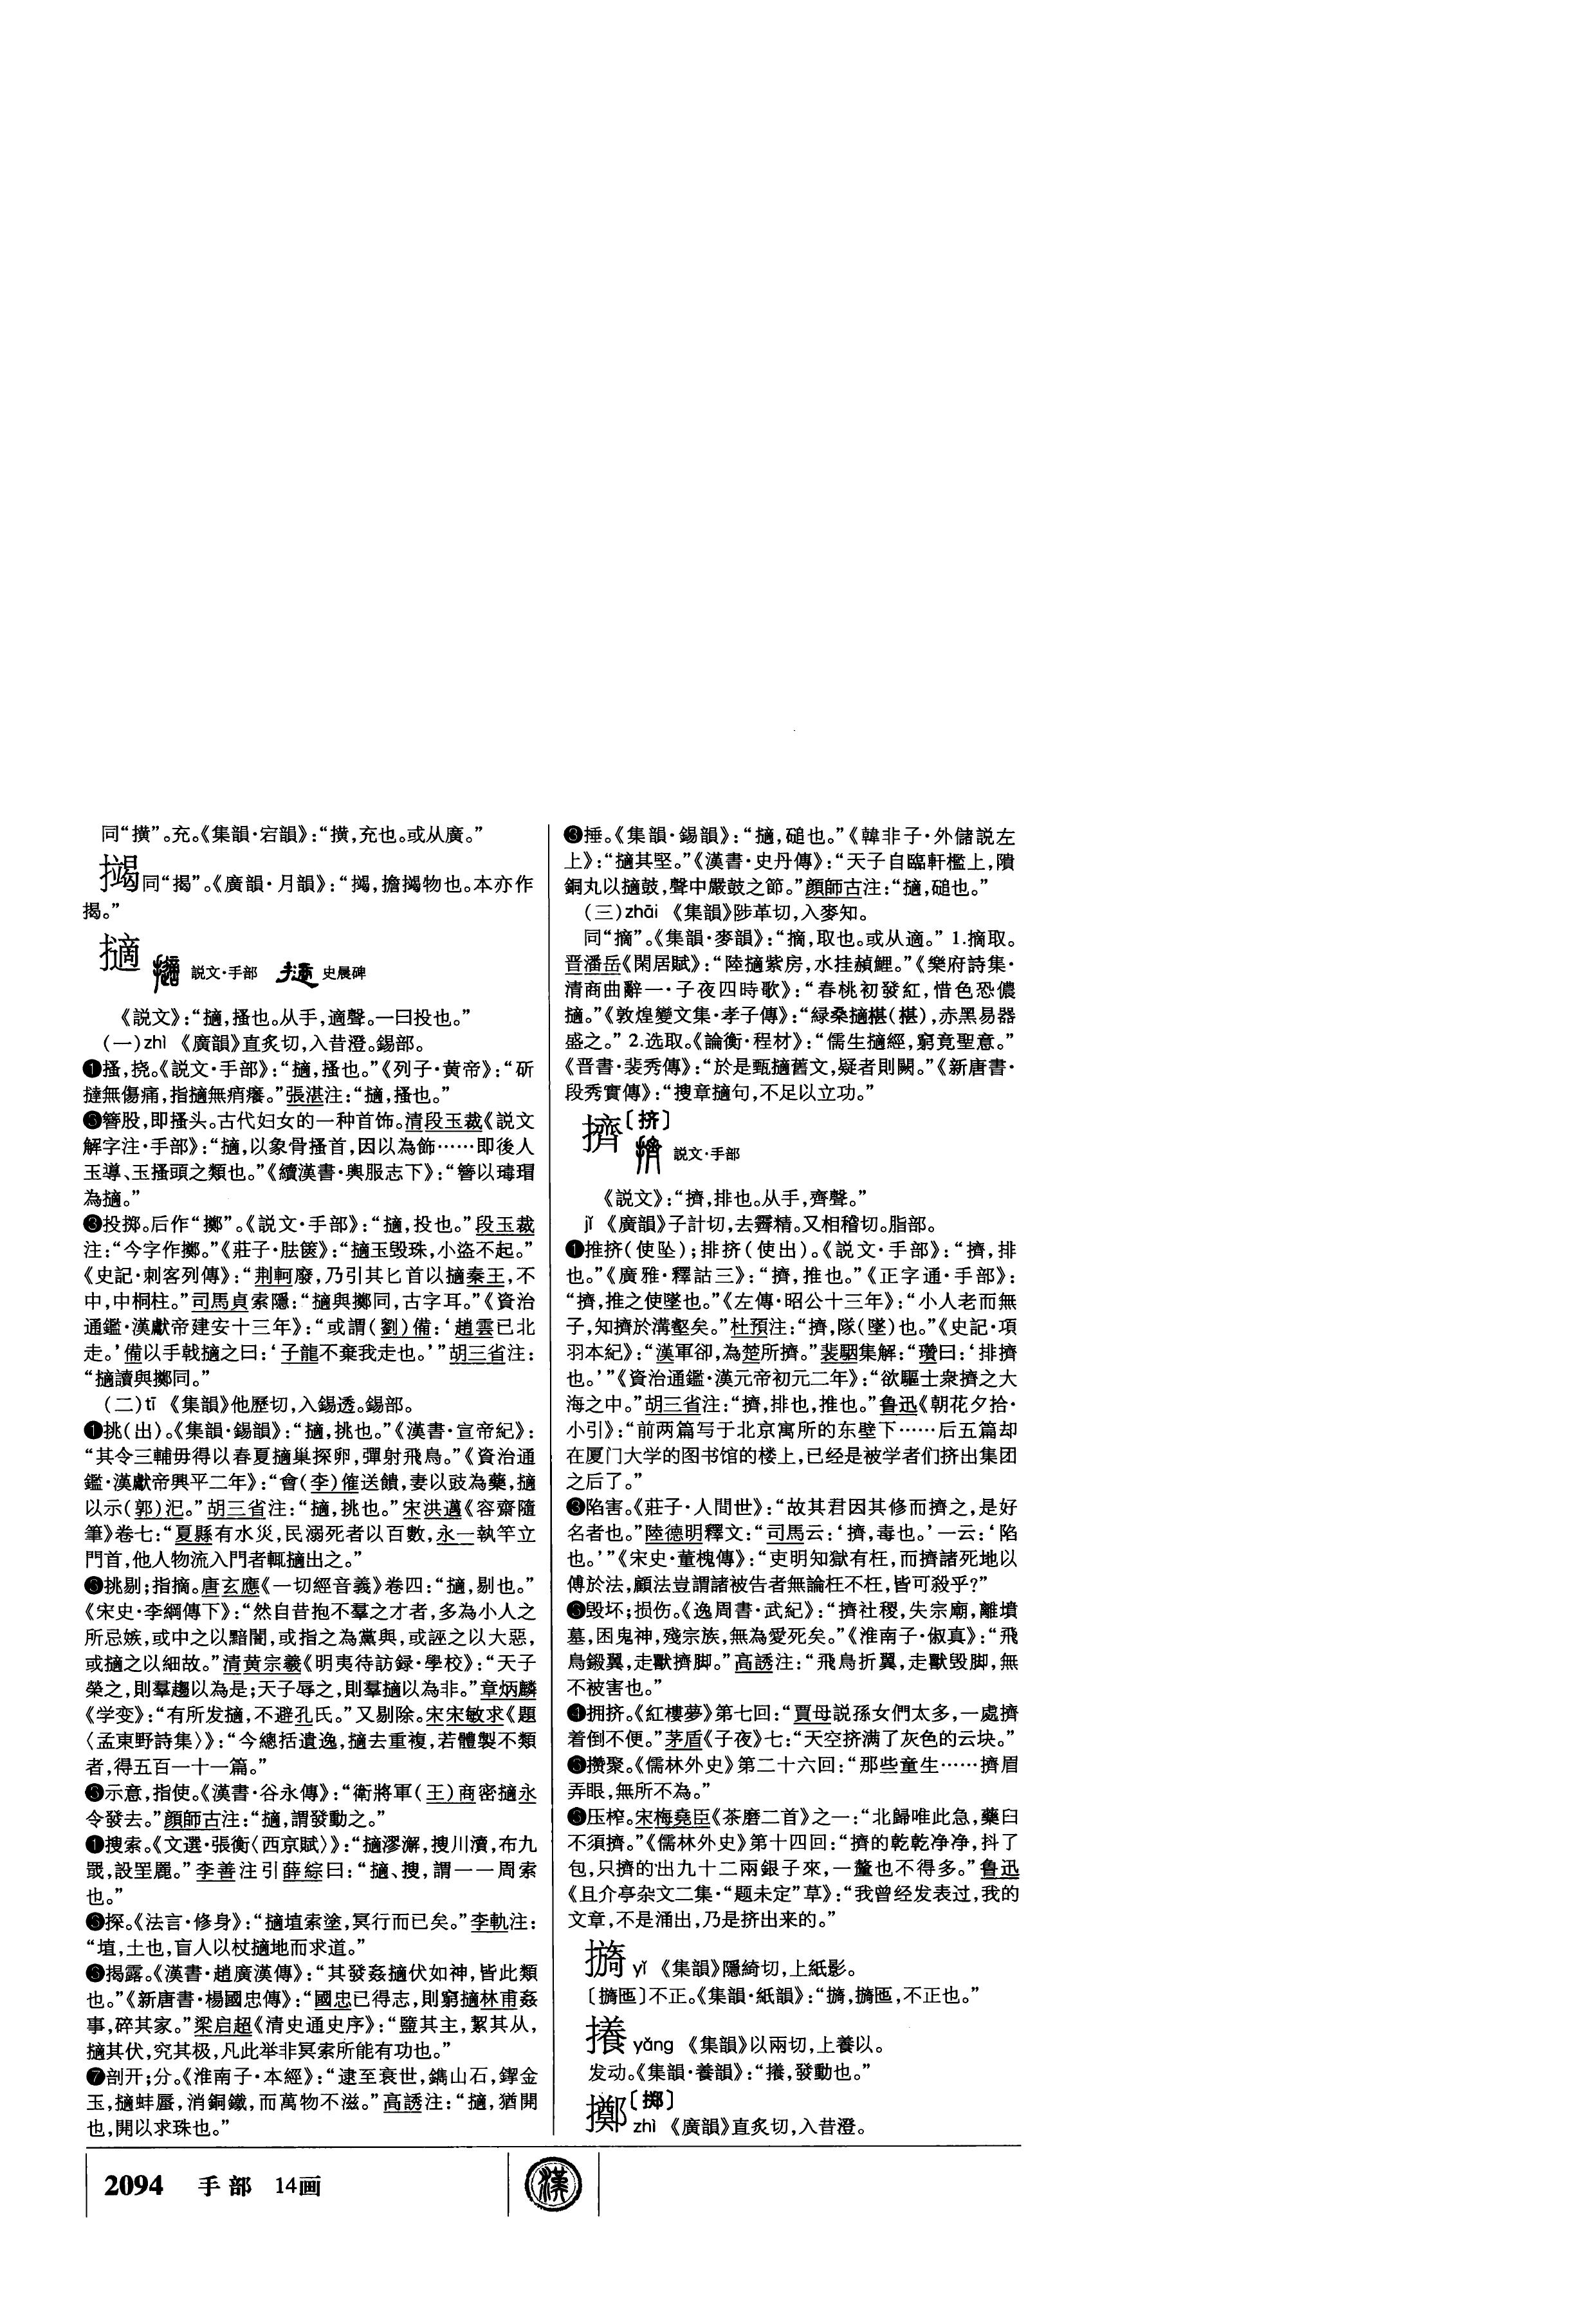 同“㨪”。充。《集韻·宕韻》：“㨪，充也。或从廣。”
同“揭”。《廣韻·月韻》：“擖，擔擖物也。本亦作
揭。”
擿
説文·手部 史晨碑
《説文》：“擿，搔也。从手，適聲。一曰投也。”
（一）zhì 《廣韻》直炙切，入昔澄。錫部。
❶搔，挠。《説文·手部》：“擿，搔也。”《列子·黄帝》：“斫
撻無傷痛，指擿無痟癢。”張湛注：“擿，搔也。”
簪股，即搔头。古代妇女的一种首饰。清段玉裁《説文
解字注·手部》：“擿，以象骨搔首，因以為飾……即後人
玉導、玉搔頭之類也。”《續漢書·輿服志下》：“簪以瑇瑁
為擿。”
❸投掷。后作“擲”。《説文·手部》：“擿，投也。”段玉裁
注：“今字作擲。”《莊子·胠篋》：“擿玉毁珠，小盗不起。”
《史記·刺客列傳》：“荆軻廢，乃引其匕首以擿秦王，不
中，中桐柱。”司馬貞索隱：“擿與擲同，古字耳。”《資治
通鑑·漢獻帝建安十三年》：“或謂（劉）備：‘趙雲已北
走。’備以手戟擿之曰：‘子龍不棄我走也。’”胡三省注：
“擿讀與擲同。”
（二）tī 《集韻》他歷切，入錫透。錫部。
❶挑（出）。《集韻·錫韻》：“擿，挑也。”《漢書·宣帝紀》：
“其令三輔毋得以春夏擿巢探卵，彈射飛鳥。”《資治通
鑑·漢獻帝興平二年》：“會（李）傕送饋，妻以豉為藥，擿
以示（郭）汜。”胡三省注：“擿，挑也。”宋洪邁《容齋隨
筆》卷七：“夏縣有水災，民溺死者以百數，永一執竿立
門首，他人物流入門者輒擿出之。”
挑剔；指摘。唐玄應《一切經音義》卷四：“擿，剔也。”
《宋史·李綱傳下》：“然自昔抱不羣之才者，多為小人之
所忌嫉，或中之以黯闇，或指之為黨與，或誣之以大惡，
或擿之以細故。”清黄宗羲《明夷待訪録·學校》：“天子
榮之，則羣趨以為是；天子辱之，則羣擿以為非。”章炳麟
《学变》：“有所发擿，不避孔氏。”又剔除。宋宋敏求《題
〈孟東野詩集〉》：“今總括遺逸，擿去重複，若體製不類
者，得五百一十一篇。”
示意，指使。《漢書·谷永傳》：“衛將軍（王）商密擿永
令發去。”顔師古注：“擿，謂發動之。”
搜索。《文選·張衡〈西京賦〉》：“擿漻澥，搜川瀆，布九
罭，設罜䍡。”李善注引薛綜曰：“擿、搜，謂一一周索
也。”
探。《法言·修身》：“擿埴索塗，冥行而已矣。”李軌注：
“埴，土也，盲人以杖擿地而求道。”
揭露。《漢書·趙廣漢傳》：“其發姦擿伏如神，皆此類
也。”《新唐書·楊國忠傳》：“國忠已得志，則窮擿林甫姦
事，碎其家。”梁启超《清史通史序》：“盬其主，絜其从，
擿其伏，究其极，凡此举非冥索所能有功也。”
❼剖开；分。《淮南子·本經》：“逮至衰世，鐫山石，鍥金
玉，擿蚌蜃，消銅鐵，而萬物不滋。”高誘注：“擿，猶開
也，開以求珠也。”
❸捶。《集韻·錫韻》：“擿，磓也。”《韓非子·外儲説左
上》：“擿其堅。”《漢書·史丹傳》：“天子自臨軒檻上，隤
銅丸以擿鼓，聲中嚴鼓之節。”顔師古注：“擿，磓也。”
（三）zhāi 《集韻》陟革切，入麥知。
同“摘”。《集韻·麥韻》：“摘，取也。或从適。” 1.摘取。
晋潘岳《閑居賦》：“陸擿紫房，水挂赬鯉。”《樂府詩集·
清商曲辭一·子夜四時歌》：“春桃初發紅，惜色恐儂
擿。”《敦煌變文集·孝子傳》：“緑桑擿椹（椹），赤黑易器
盛之。” 2.选取。《論衡·程材》：“儒生擿經，窮竟聖意。”
《晋書·裴秀傳》：“於是甄擿舊文，疑者則闕。”《新唐書·
段秀實傳》：“搜章擿句，不足以立功。”
擠〔挤〕
説文·手部
《説文》：“擠，排也。从手，齊聲。”
jǐ 《廣韻》子計切，去霽精。又相稽切。脂部。
❶推挤（使坠）；排挤（使出）。《説文·手部》：“擠，排
也。”《廣雅·釋詁三》：“擠，推也。”《正字通·手部》：
“擠，推之使墜也。”《左傳·昭公十三年》：“小人老而無
子，知擠於溝壑矣。”杜預注：“擠，隊（墜）也。”《史記·項
羽本紀》：“漢軍卻，為楚所擠。”裴駰集解：“瓚曰：‘排擠
也。’”《資治通鑑·漢元帝初元二年》：“欲驅士衆擠之大
海之中。”胡三省注：“擠，排也，推也。”鲁迅《朝花夕拾·
小引》：“前两篇写于北京寓所的东壁下……后五篇却
在厦门大学的图书馆的楼上，已经是被学者们挤出集团
之后了。”
陷害。《莊子·人間世》：“故其君因其修而擠之，是好
名者也。”陸德明釋文：“司馬云：‘擠，毒也。’一云：‘陷
也。’”《宋史·董槐傳》：“吏明知獄有枉，而擠諸死地以
傅於法，顧法豈謂諸被告者無論枉不枉，皆可殺乎？”
毁坏；损伤。《逸周書·武紀》：“擠社稷，失宗廟，離墳
墓，困鬼神，殘宗族，無為愛死矣。”《淮南子·俶真》：“飛
鳥鎩翼，走獸擠脚。”高誘注：“飛鳥折翼，走獸毁脚，無
不被害也。”
❹拥挤。《紅樓夢》第七回：“賈母説孫女們太多，一處擠
着倒不便。”茅盾《子夜》七：“天空挤满了灰色的云块。”
攒聚。《儒林外史》第二十六回：“那些童生……擠眉
弄眼，無所不為。”
压榨。宋梅堯臣《茶磨二首》之一：“北歸唯此急，藥臼
不須擠。”《儒林外史》第十四回：“擠的乾乾净净，抖了
包，只擠的出九十二兩銀子來，一釐也不得多。”鲁迅
《且介亭杂文二集·“题未定”草》：“我曾经发表过，我的
文章，不是涌出，乃是挤出来的。”
yǐ 《集韻》隱綺切，上紙影。
不正。《集韻·紙韻》：“不正也。”
yǎng 《集韻》以兩切，上養以。
发动。《集韻·養韻》：“發動也。”
擲〔掷〕
zhì 《廣韻》直炙切，入昔澄。
2094 手部 14画
漢